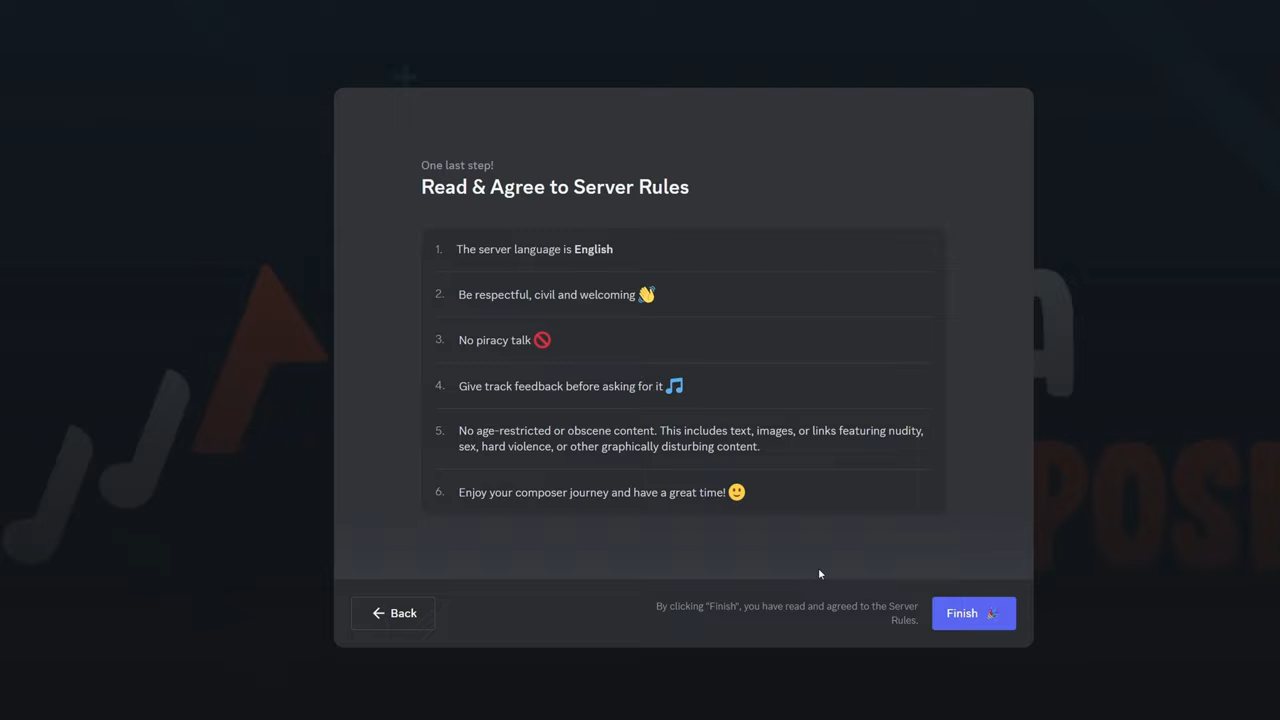 One last step!
Read & Agree to Server Rules
1. The server language is English
2. Be respectful, civil and welcoming 👋
3. No piracy talk 🚫
4. Give track feedback before asking for it 🎵
5. No age-restricted or obscene content. This includes text, images, or links featuring nudity,
sex, hard violence, or other graphically disturbing content.
6. Enjoy your composer journey and have a great time! 🙂
← Back
By clicking "Finish", you have read and agreed to the Server
Rules.
Finish 🎉